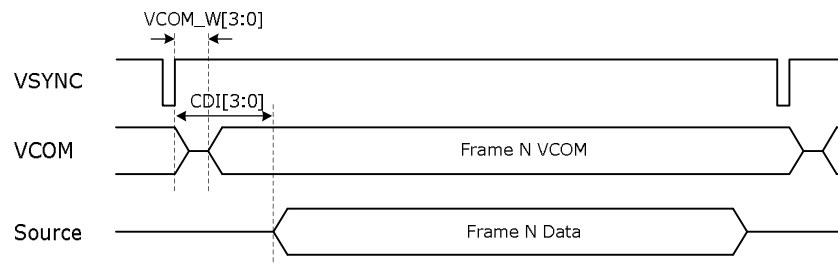 VCOM_W[3:0]
VSYNC
CDI[3:0]
VCOM
Frame N VCOM
Source
Frame N Data